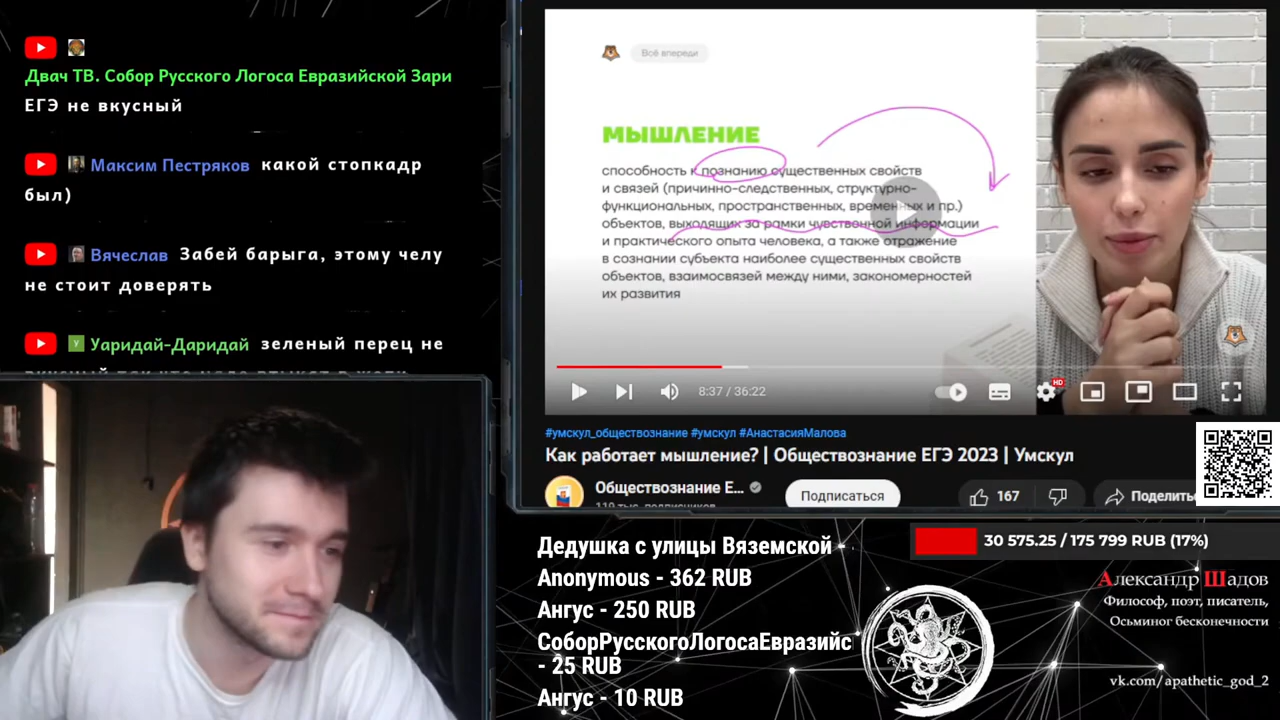 Двач ТВ. Собор Русского Логоса Евразийской Зари
ЕГЭ не вкусный
Максим Пестряков какой стопкадр
был)
Вячеслав Забей барыга, этому челу
не стоит доверять
Уаридай-Даридай зеленый перец не
Всё впереди
МЫШЛЕНИЕ
способность к познанию существенных свойств
и связей (причинно-следственных, структурно-
функциональных, пространственных, временных и пр.)
объектов, выходящих за рамки чувственной информации
и практического опыта человека, а также отражение
в сознании субъекта наиболее существенных свойств
объектов, взаимосвязей между ними, закономерностей
их развития
8:37 / 36:22
HD
#умскул_обществознание #умскул #АнастасияМалова
Как работает мышление? | Обществознание ЕГЭ 2023 | Умскул
Обществознание Е...
Подписаться
167
Поделить
Дедушка с улицы Вяземской -
Anonymous - 362 RUB
Ангус - 250 RUB
СоборРусскогоЛогосаЕвразийс
- 25 RUB
Ангус - 10 RUB
30 575.25 / 175 799 RUB (17%)
Александр Шадов
Философ, поэт, писатель,
Осьминог бесконечности
vk.com/apathetic_god_2